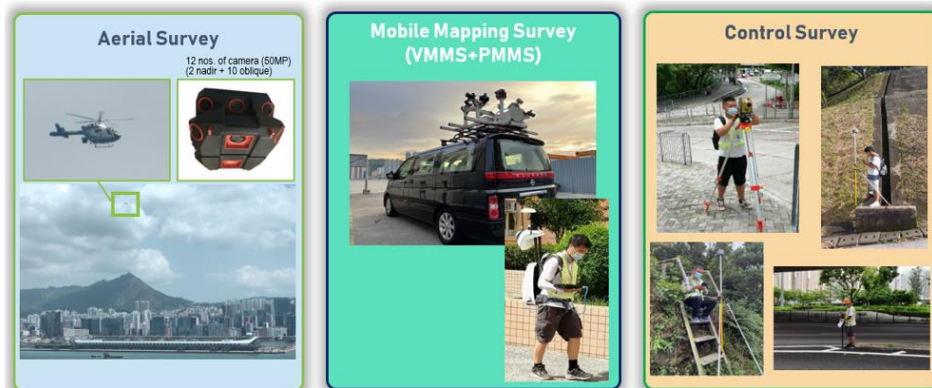 Aerial Survey
12 nos. of camera (50MP)
(2 nadir + 10 oblique)
Mobile Mapping Survey
(VMMS+PMMS)
Control Survey